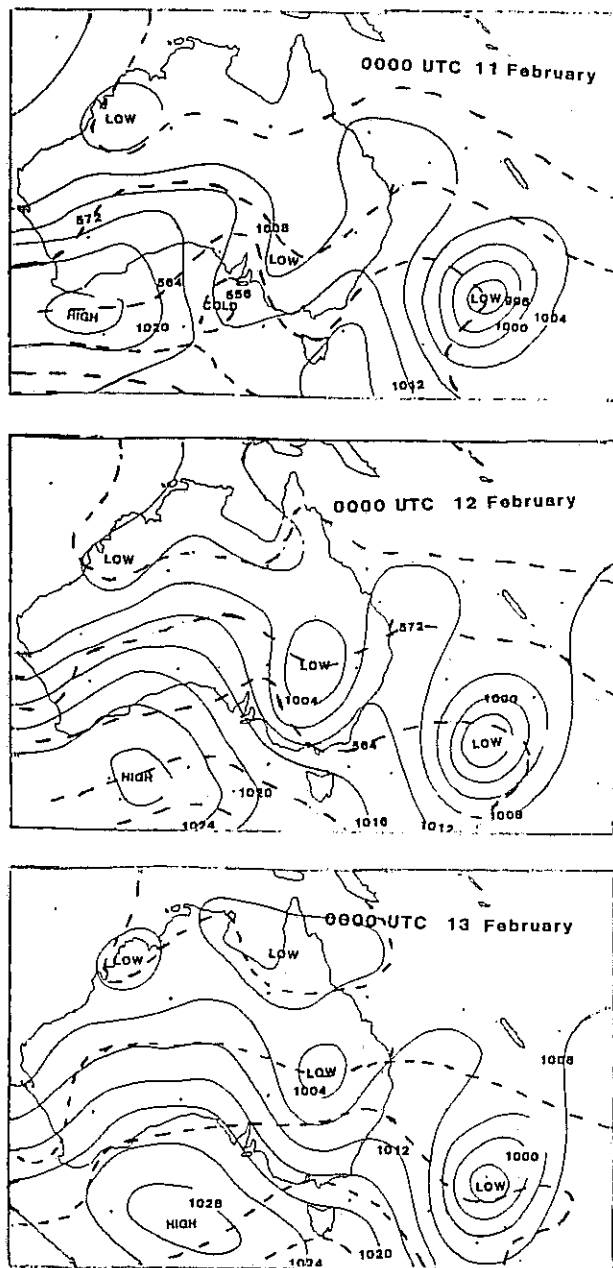 0000 UTC 11 February
LOW
572
1008
LOW
564
556
COLD
HIGH
1020
LOW 996
1004
1000
1012
0000 UTC 12 February
LOW
572
LOW
1004
1000
564
LOW
HIGH
1020
1024
1016
1012
1008
0000 UTC 13 February
LOW
LOW
1008
LOW
1004
1012
1000
LOW
1028
HIGH
1020
1024